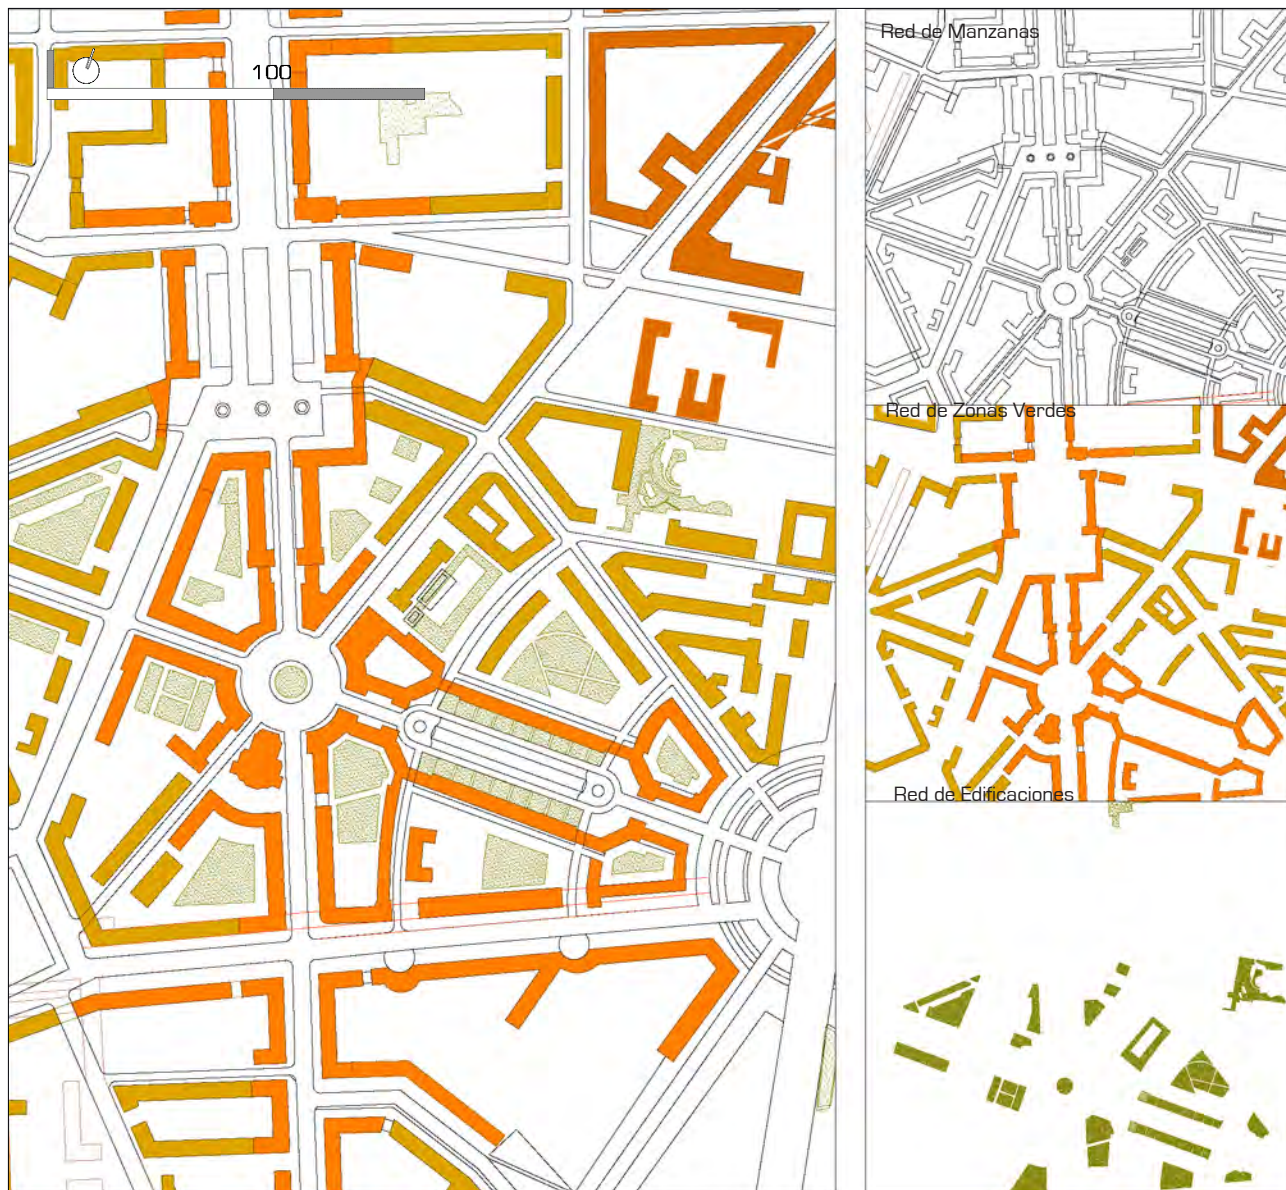 100
Red de Manzanas
Red de Zonas Verdes
Red de Edificaciones